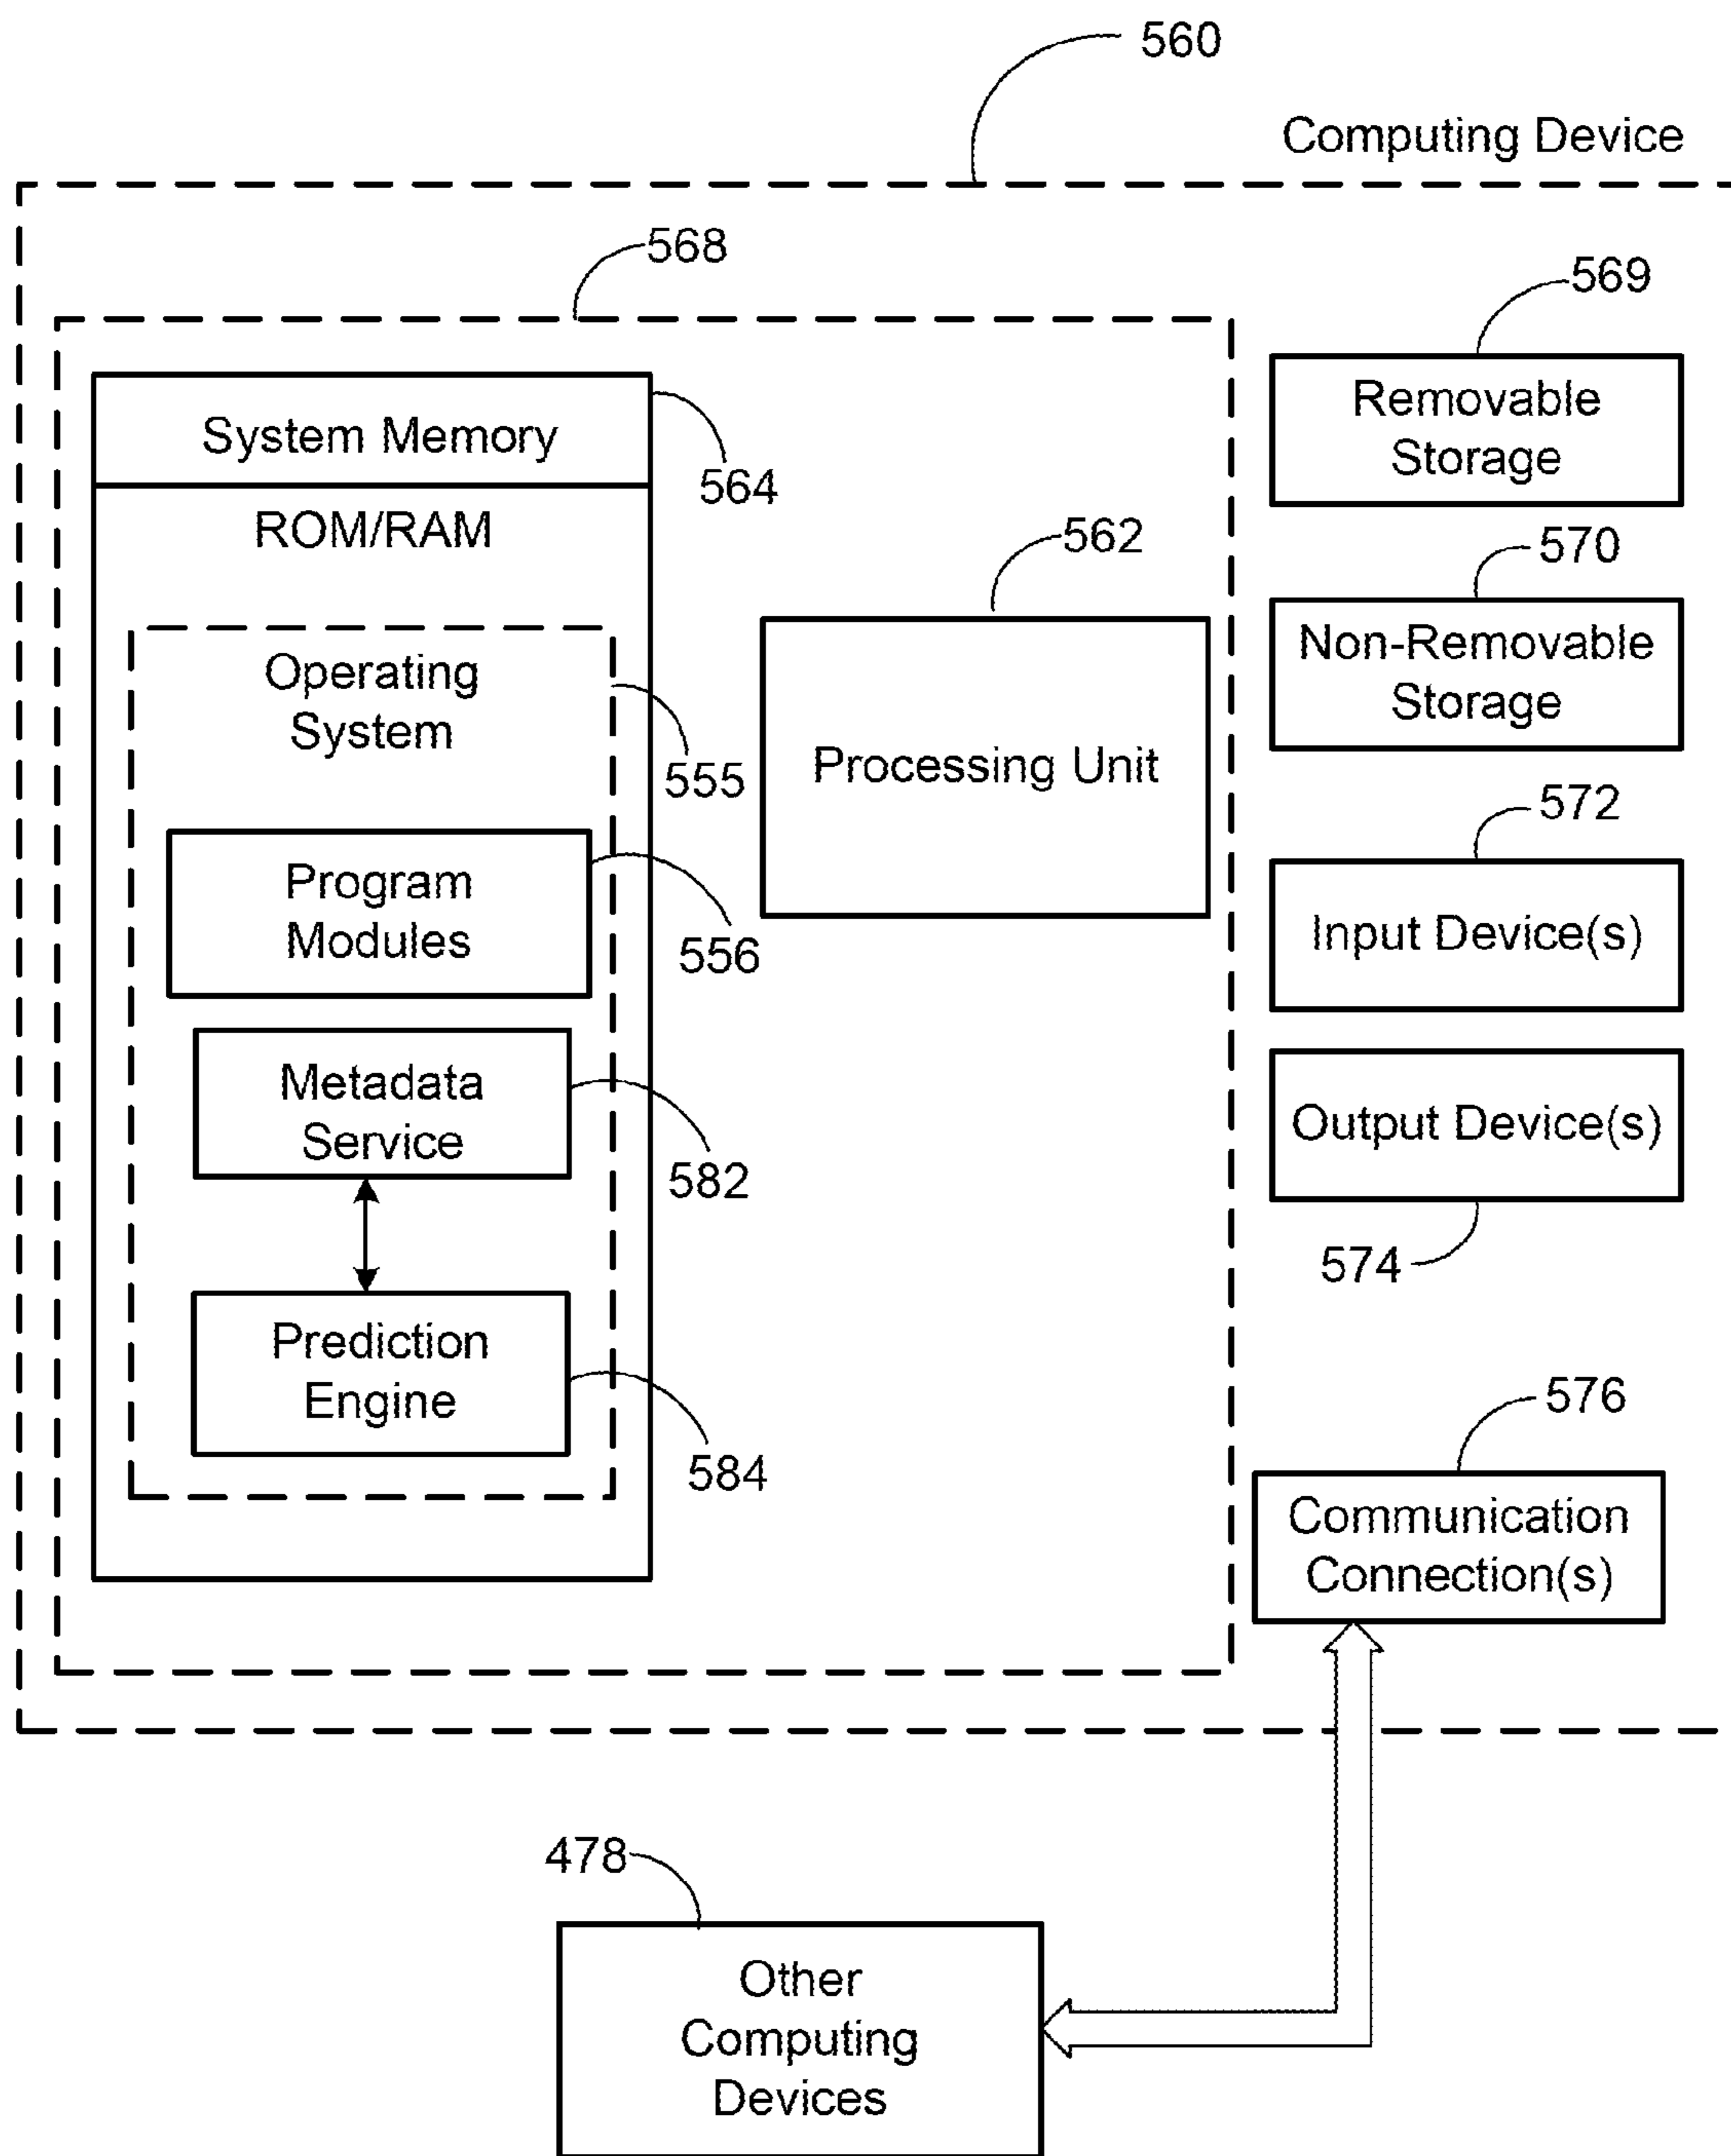 560
Computing Device
568
569
Removable
Storage
System Memory
564
ROM/RAM
562
570
Non-Removable
Storage
Operating
System
555
Processing Unit
572
Input Device(s)
Program
Modules
556
Metadata
Service
582
Output Device(s)
574
Prediction
Engine
584
576
Communication
Connection(s)
478
Other
Computing
Devices